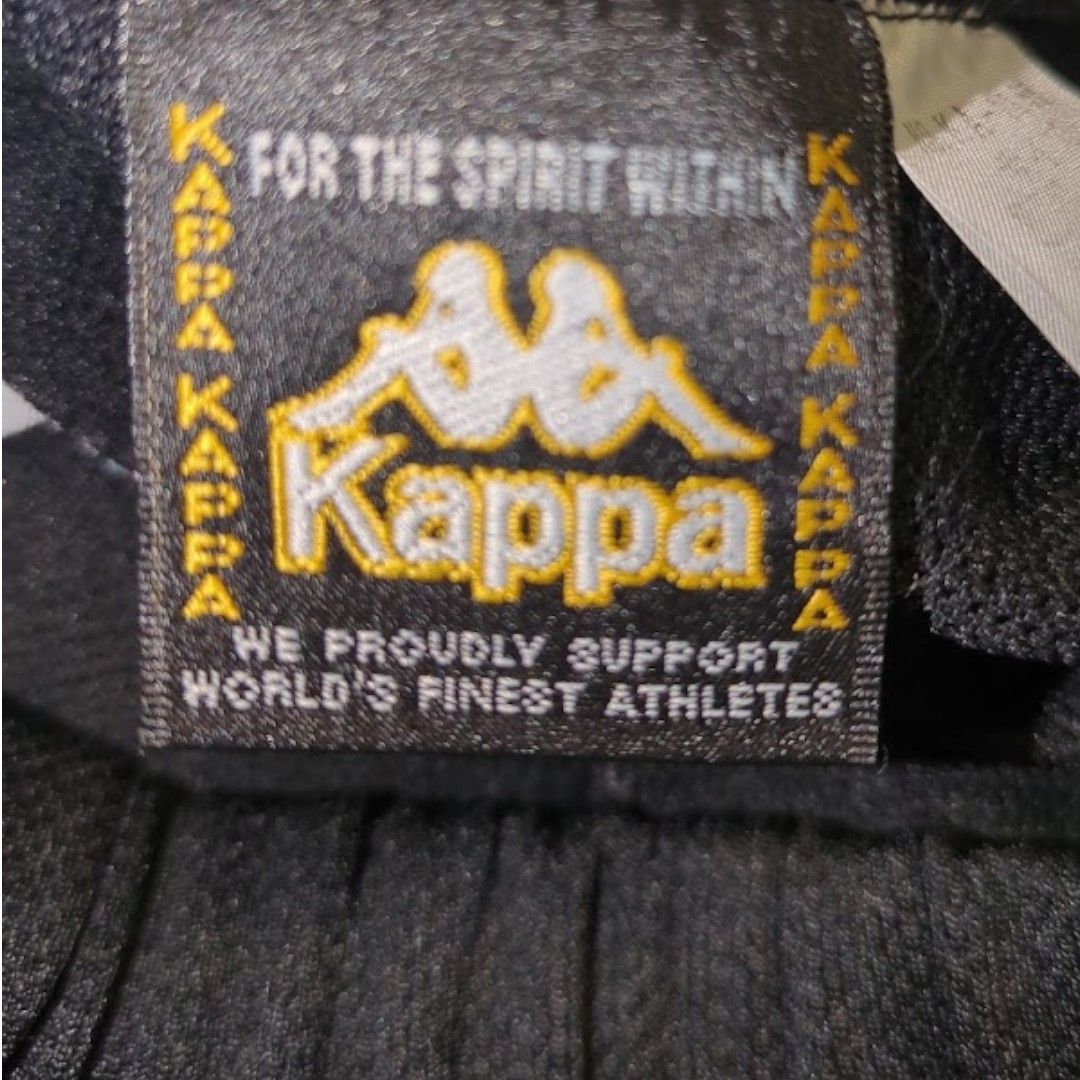 FOR THE SPIRIT WITHIN
KAPPA KAPPA
KAPPA KAPPA
Kappa
WE PROUDLY SUPPORT
WORLD'S FINEST ATHLETES